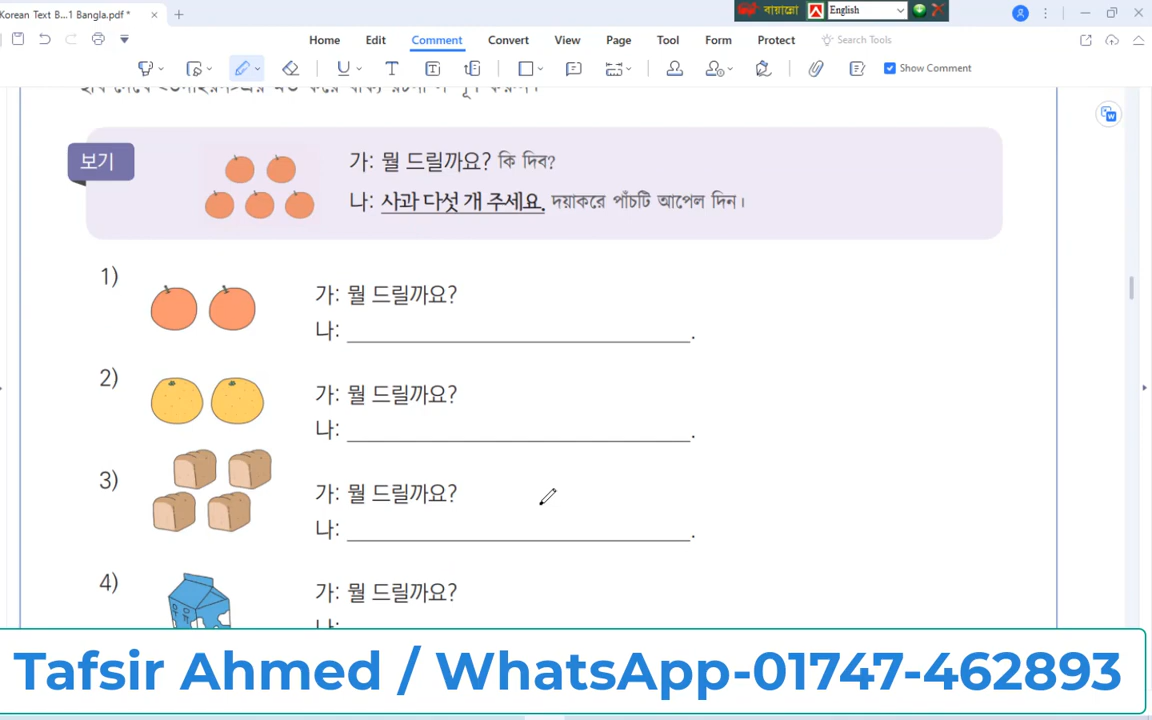 Korean Text B...1 Bangla.pdf *
বায়ান্নো
English
Home Edit Comment Convert View Page Tool Form Protect Search Tools
Show Comment
보기
가: 뭘 드릴까요? কি দিব?
나: 사과 다섯 개 주세요. দয়াকরে পাঁচটি আপেল দিন।
1)
가: 뭘 드릴까요?
나: .
2)
가: 뭘 드릴까요?
나: .
3)
가: 뭘 드릴까요?
나: .
4)
우유
가: 뭘 드릴까요?
Tafsir Ahmed / WhatsApp-01747-462893